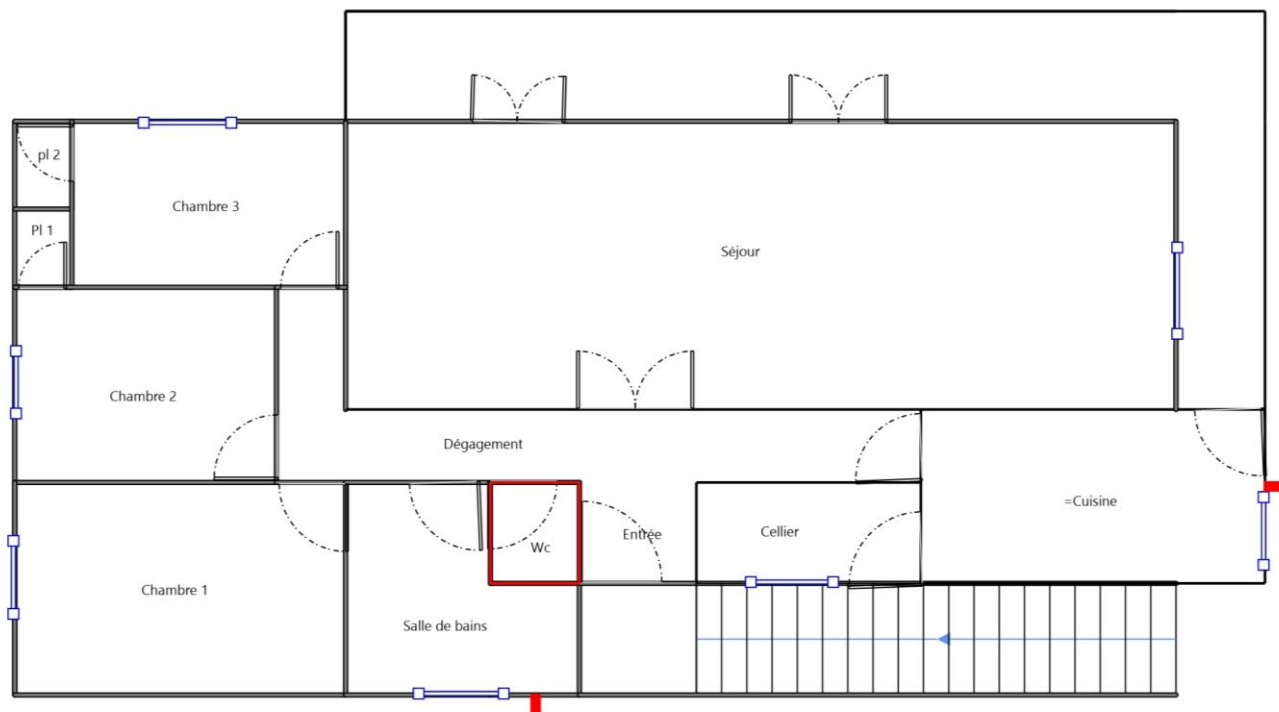 pl 2
Chambre 3
Pl 1
Séjour
Chambre 2
Dégagement
=Cuisine
Entrée
Cellier
Wc
Chambre 1
Salle de bains